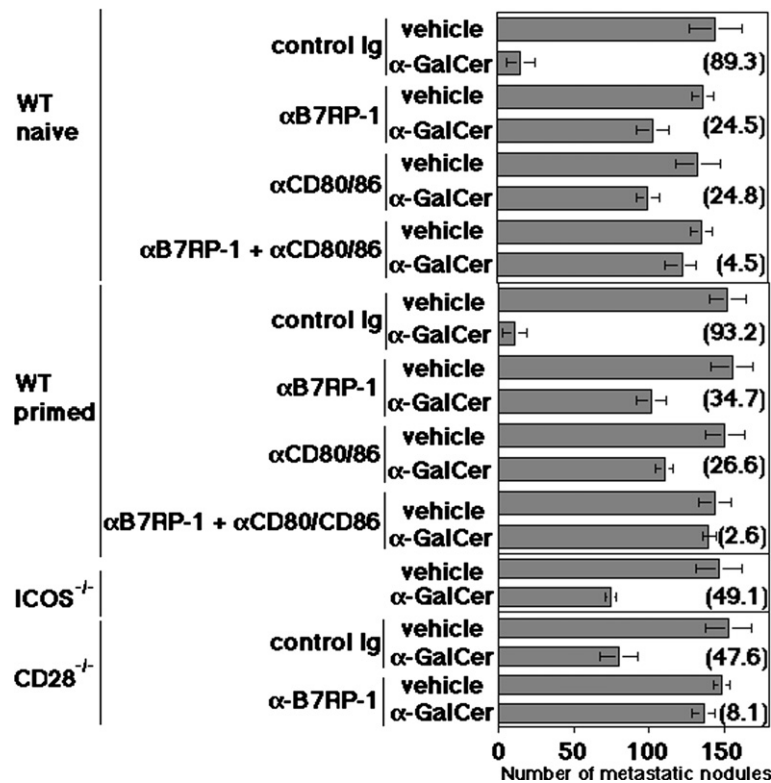 WT naive
control Ig
vehicle
α-GalCer (89.3)
αB7RP-1
vehicle
α-GalCer (24.5)
αCD80/86
vehicle
α-GalCer (24.8)
αB7RP-1 + αCD80/86
vehicle
α-GalCer (4.5)
WT primed
control Ig
vehicle
α-GalCer (93.2)
αB7RP-1
vehicle
α-GalCer (34.7)
αCD80/86
vehicle
α-GalCer (26.6)
αB7RP-1 + αCD80/CD86
vehicle
α-GalCer (2.6)
ICOS-/-
vehicle
α-GalCer (49.1)
CD28-/-
control Ig
vehicle
α-GalCer (47.6)
α-B7RP-1
vehicle
α-GalCer (8.1)
0 50 100 150
Number of metastatic nodules